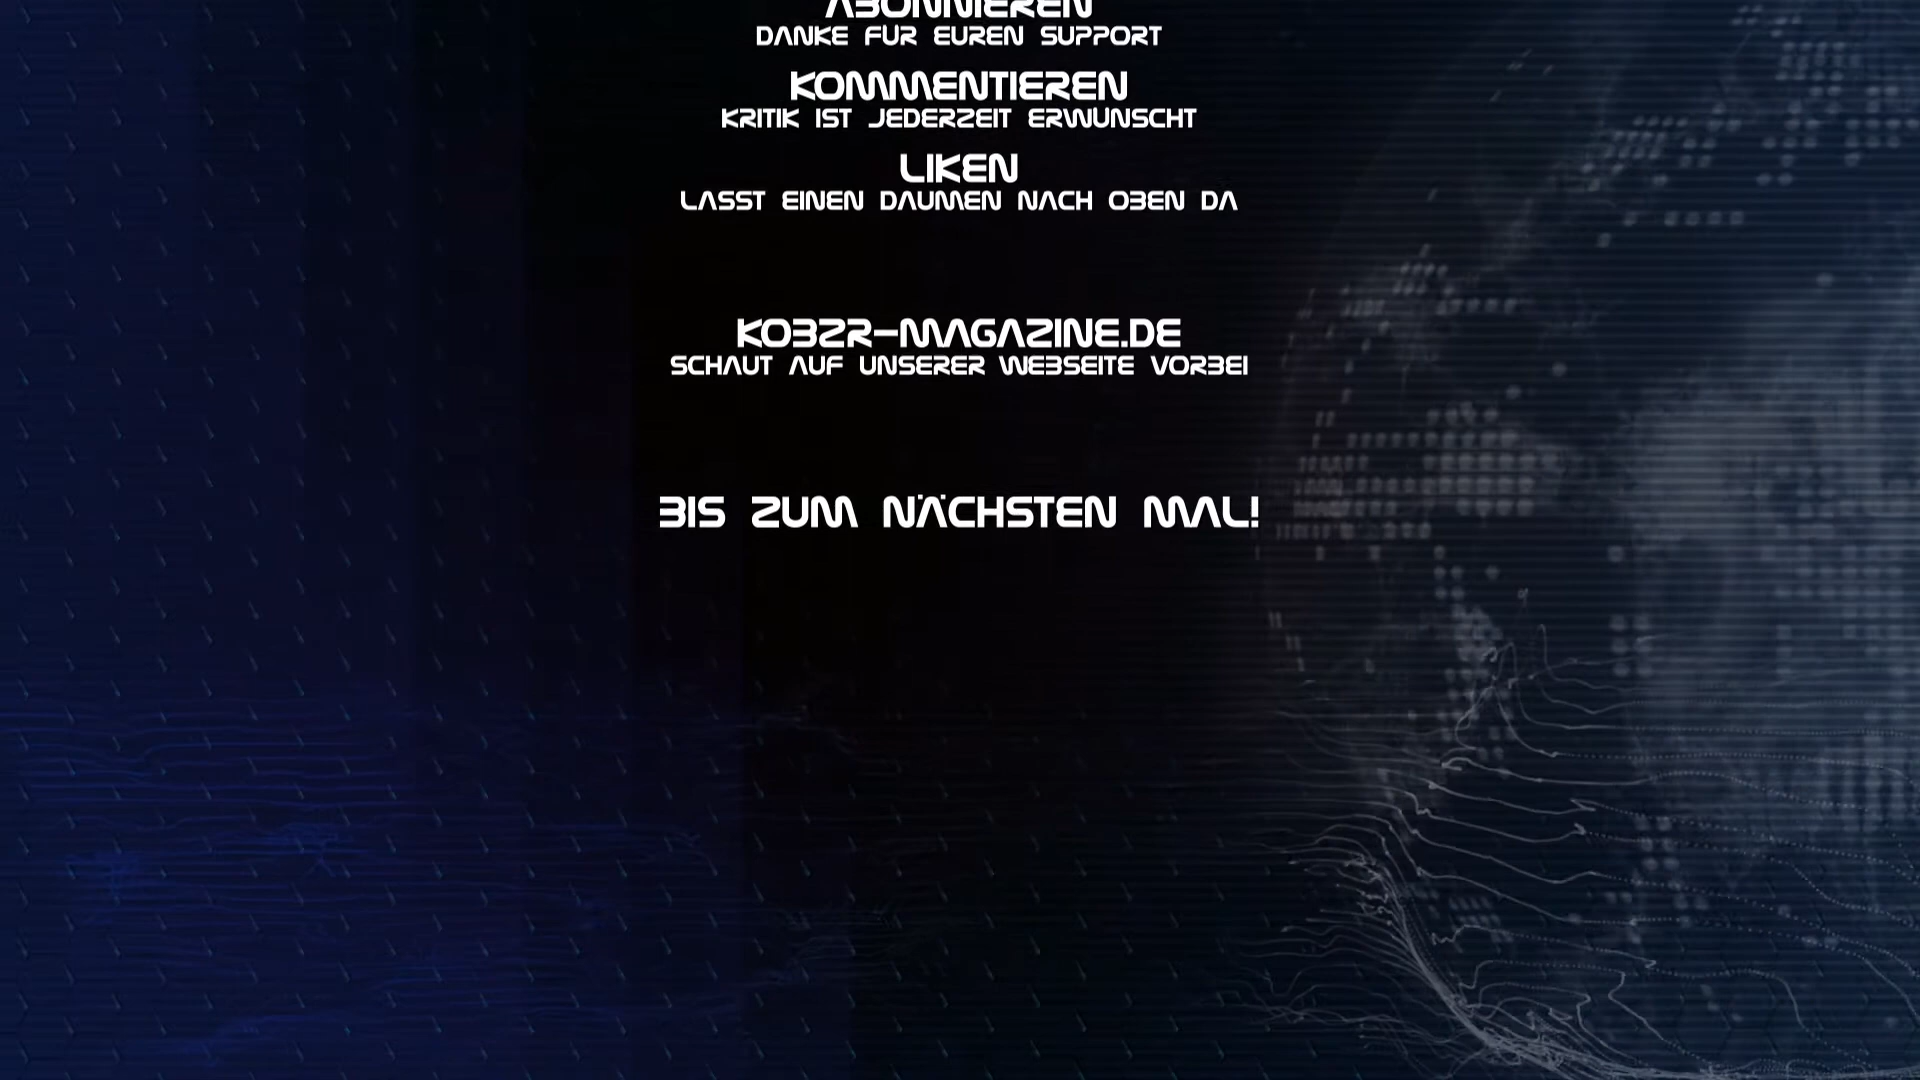 ABONNIEREN
DANKE FÜR EUREN SUPPORT
KOMMENTIEREN
KRITIK IST JEDERZEIT ERWÜNSCHT
LIKEN
LASST EINEN DAUMEN NACH OBEN DA
KOBZR-MAGAZINE.DE
SCHAUT AUF UNSERER WEBSEITE VORBEI
BIS ZUM NÄCHSTEN MAL!